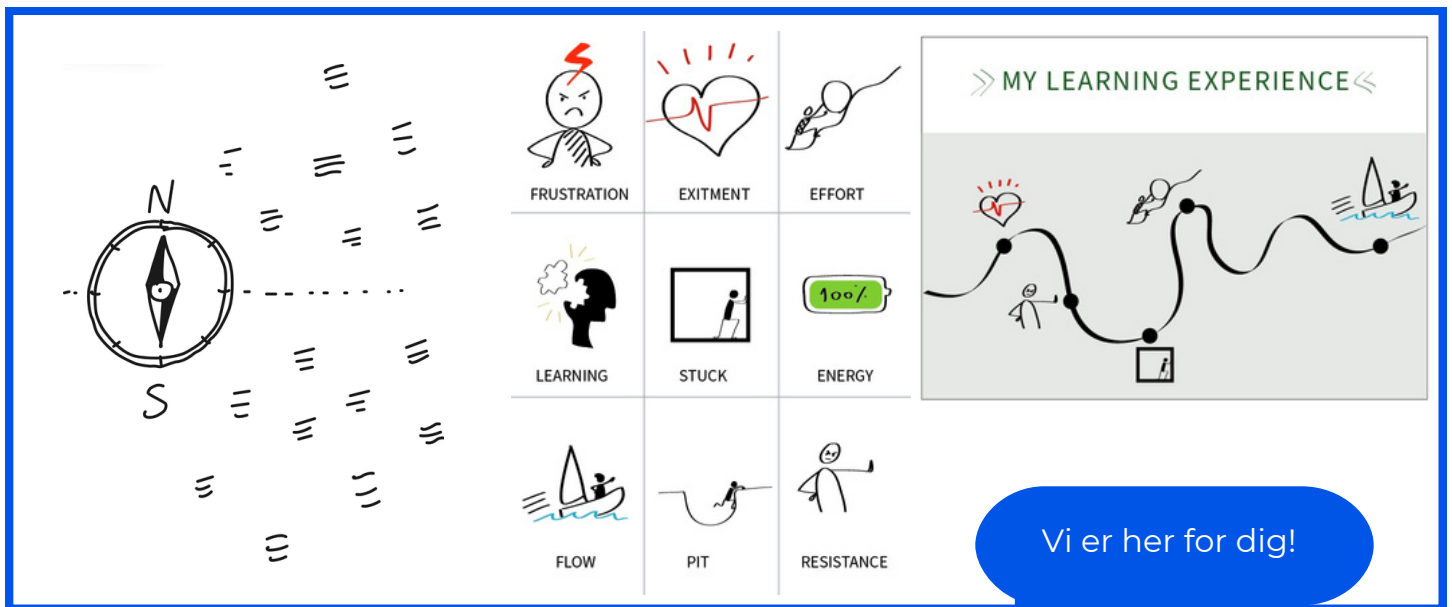 N
S
FRUSTRATION
EXITMENT
EFFORT
LEARNING
STUCK
100%
ENERGY
FLOW
PIT
RESISTANCE
MY LEARNING EXPERIENCE
Vi er her for dig!